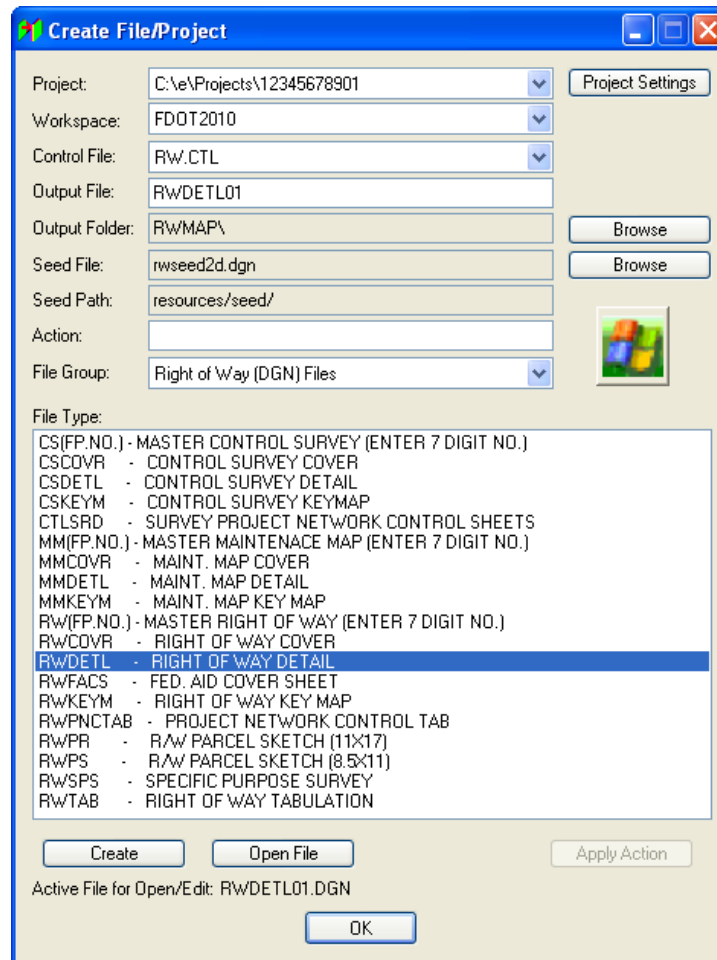 Create File/Project
Project: C:\e\Projects\12345678901 Project Settings
Workspace: FDOT2010
Control File: RW.CTL
Output File: RWDETL01
Output Folder: RWMAP\ Browse
Seed File: rwseed2d.dgn Browse
Seed Path: resources/seed/
Action:
File Group: Right of Way (DGN) Files
File Type:
CS(FP.NO.) - MASTER CONTROL SURVEY (ENTER 7 DIGIT NO.)
CSCOVR - CONTROL SURVEY COVER
CSDETL - CONTROL SURVEY DETAIL
CSKEYM - CONTROL SURVEY KEYMAP
CTLSRD - SURVEY PROJECT NETWORK CONTROL SHEETS
MM(FP.NO.) - MASTER MAINTENACE MAP (ENTER 7 DIGIT NO.)
MMCOVR - MAINT. MAP COVER
MMDETL - MAINT. MAP DETAIL
MMKEYM - MAINT. MAP KEY MAP
RW(FP.NO.) - MASTER RIGHT OF WAY (ENTER 7 DIGIT NO.)
RWCOVR - RIGHT OF WAY COVER
RWDETL - RIGHT OF WAY DETAIL
RWFACS - FED. AID COVER SHEET
RWKEYM - RIGHT OF WAY KEY MAP
RWPNCTAB - PROJECT NETWORK CONTROL TAB
RWPR - R/W PARCEL SKETCH (11X17)
RWPS - R/W PARCEL SKETCH (8.5X11)
RWSPS - SPECIFIC PURPOSE SURVEY
RWTAB - RIGHT OF WAY TABULATION
Create Open File Apply Action
Active File for Open/Edit: RWDETL01.DGN
OK